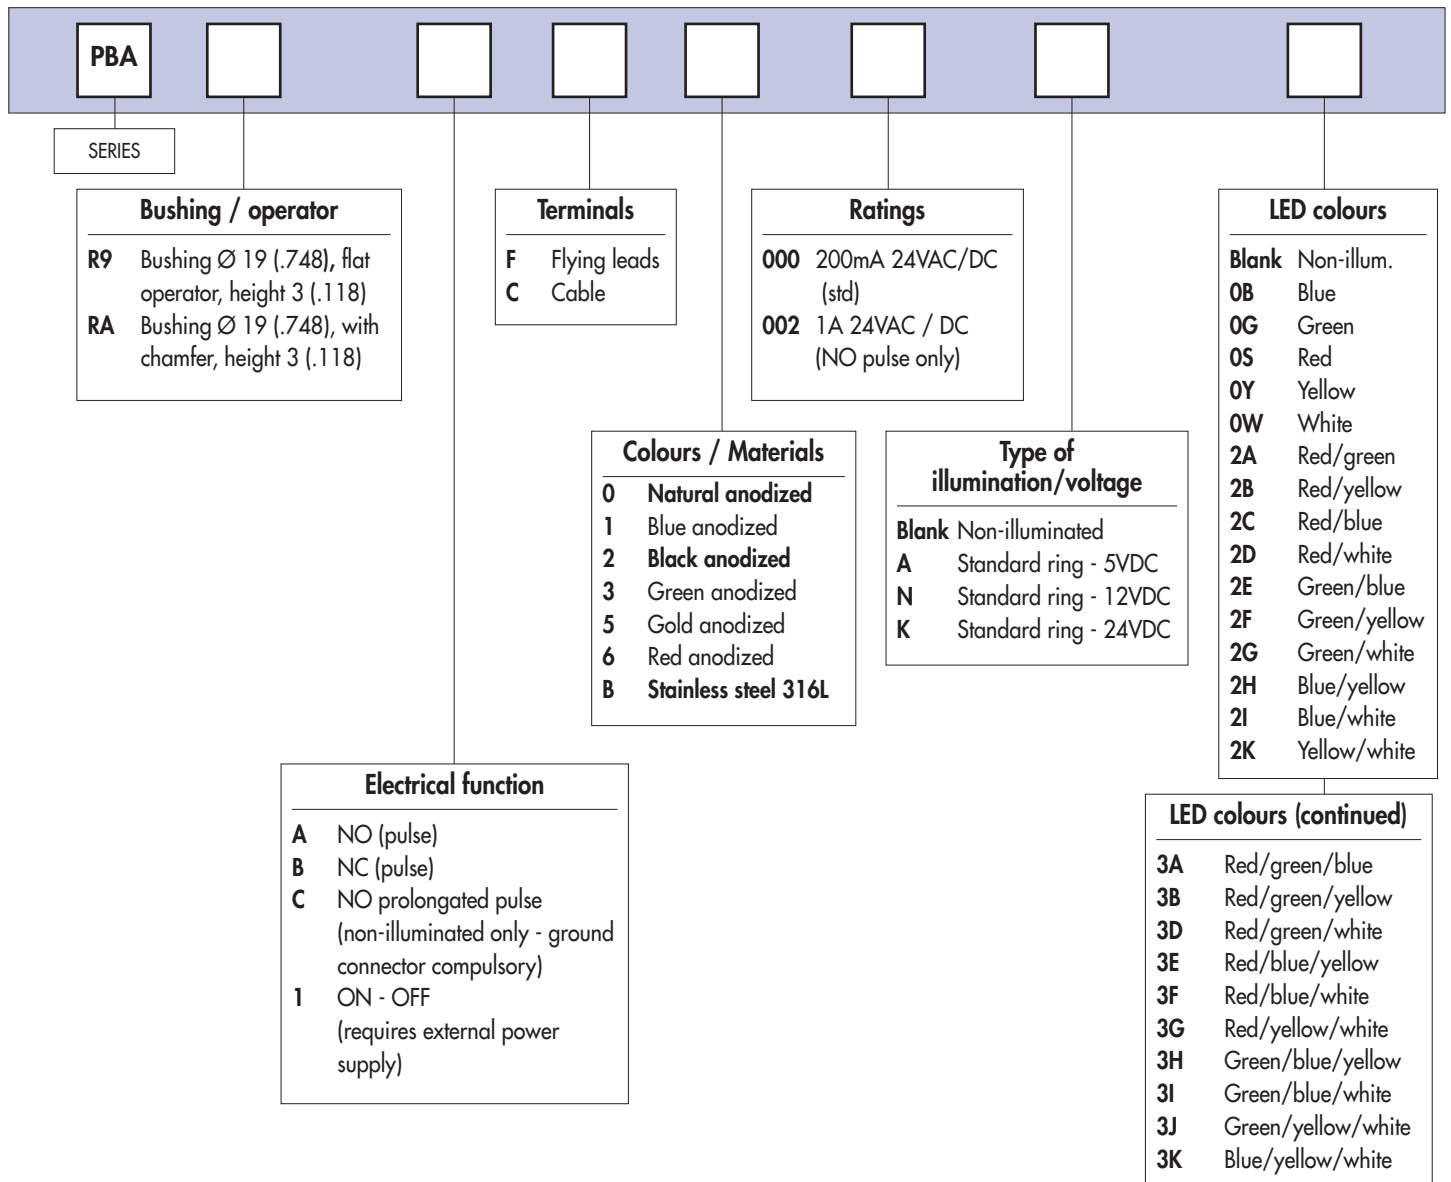 PBA
SERIES
Bushing / operator
R9 Bushing Ø 19 (.748), flat
operator, height 3 (.118)
RA Bushing Ø 19 (.748), with
chamfer, height 3 (.118)
Electrical function
A NO (pulse)
B NC (pulse)
C NO prolongated pulse
(non-illuminated only - ground
connector compulsory)
1 ON - OFF
(requires external power
supply)
Terminals
F Flying leads
C Cable
Colours / Materials
0 Natural anodized
1 Blue anodized
2 Black anodized
3 Green anodized
5 Gold anodized
6 Red anodized
B Stainless steel 316L
Ratings
000 200mA 24VAC/DC
(std)
002 1A 24VAC / DC
(NO pulse only)
Type of
illumination/voltage
Blank Non-illuminated
A Standard ring - 5VDC
N Standard ring - 12VDC
K Standard ring - 24VDC
LED colours
Blank Non-illum.
0B Blue
0G Green
0S Red
0Y Yellow
0W White
2A Red/green
2B Red/yellow
2C Red/blue
2D Red/white
2E Green/blue
2F Green/yellow
2G Green/white
2H Blue/yellow
2I Blue/white
2K Yellow/white
LED colours (continued)
3A Red/green/blue
3B Red/green/yellow
3D Red/green/white
3E Red/blue/yellow
3F Red/blue/white
3G Red/yellow/white
3H Green/blue/yellow
3I Green/blue/white
3J Green/yellow/white
3K Blue/yellow/white